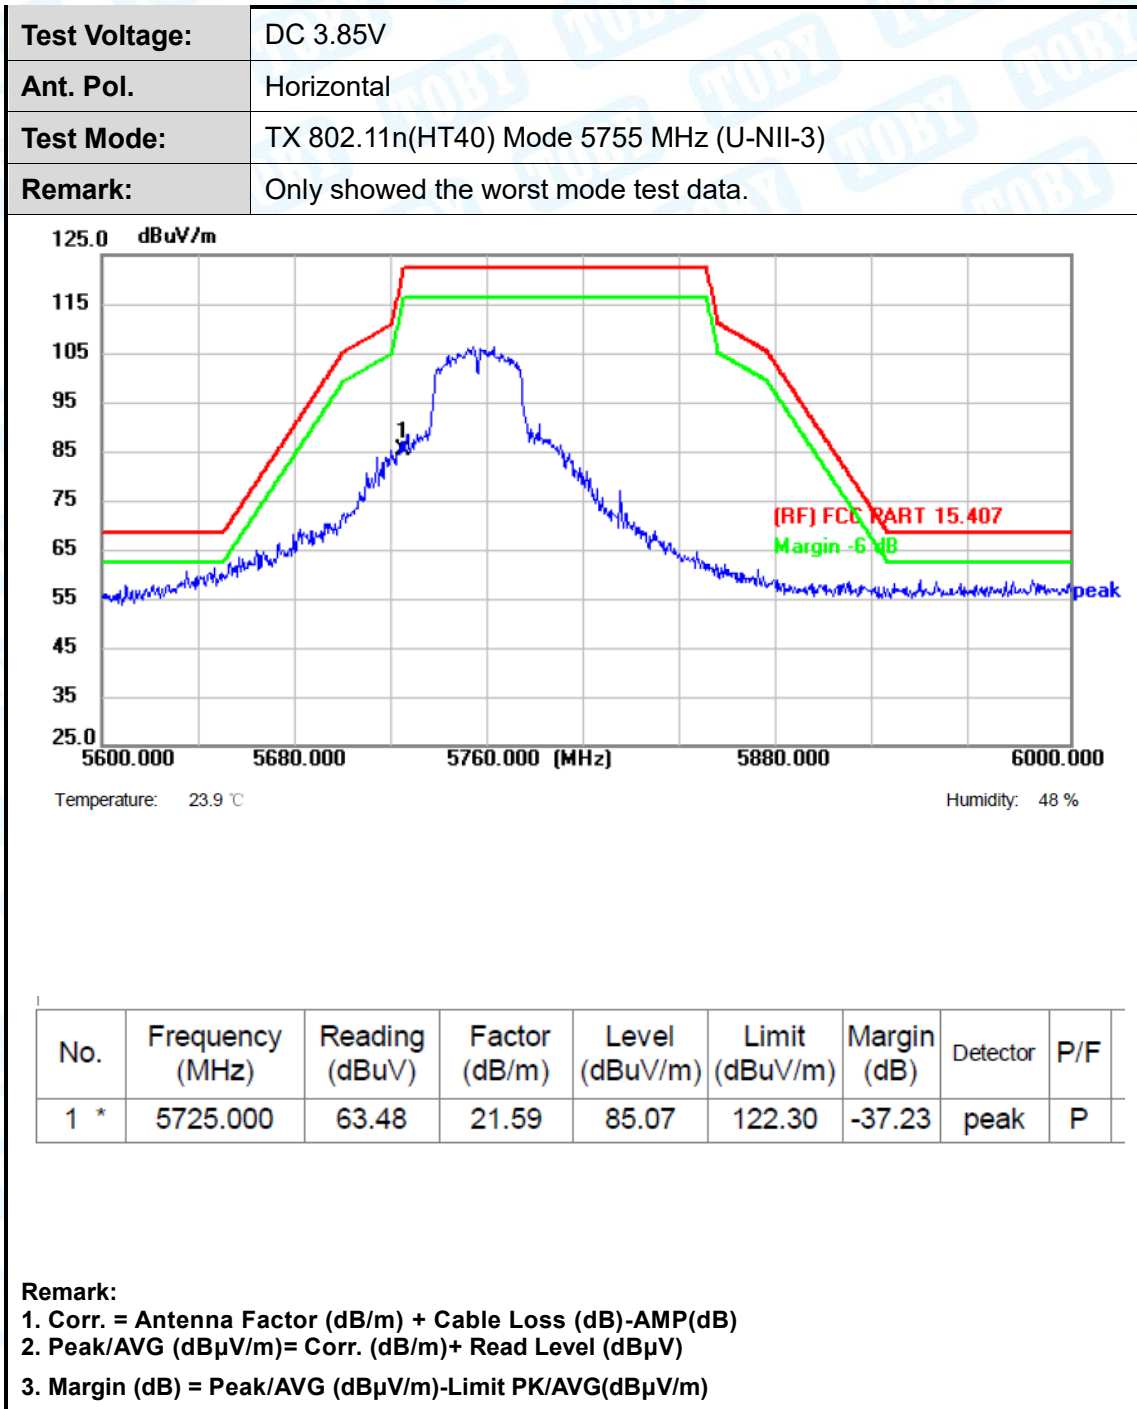 Test Voltage: DC 3.85V
Ant. Pol. Horizontal
Test Mode: TX 802.11n(HT40) Mode 5755 MHz (U-NII-3)
Remark: Only showed the worst mode test data.
125.0 dBuV/m
115
105
95
85
75
65
55
45
35
25.0
1
(RF) FCC PART 15.407
Margin -6 dB
peak
5600.000 5680.000 5760.000 (MHz) 5880.000 6000.000
Temperature: 23.9 ℃ Humidity: 48 %
No. Frequency (MHz) Reading (dBuV) Factor (dB/m) Level (dBuV/m) Limit (dBuV/m) Margin (dB) Detector P/F
1 * 5725.000 63.48 21.59 85.07 122.30 -37.23 peak P
Remark:
1. Corr. = Antenna Factor (dB/m) + Cable Loss (dB)-AMP(dB)
2. Peak/AVG (dBμV/m)= Corr. (dB/m)+ Read Level (dBμV)
3. Margin (dB) = Peak/AVG (dBμV/m)-Limit PK/AVG(dBμV/m)
TOBY